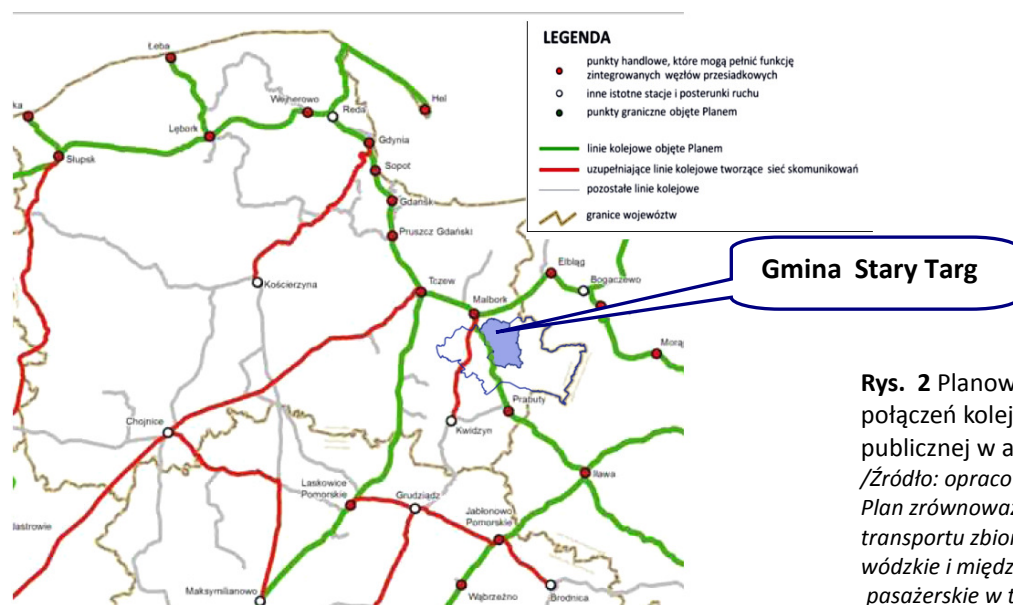 LEGENDA
punkty handlowe, które mogą pełnić funkcję
zintegrowanych węzłów przesiadkowych
inne istotne stacje i posterunki ruchu
punkty graniczne objęte Planem
linie kolejowe objęte Planem
uzupełniające linie kolejowe tworzące sieć skomunikowań
pozostałe linie kolejowe
granice województw
Łeba
Wejherowo
Reda
Hel
ka
Lębork
Gdynia
Słupsk
Sopot
Gdańsk
Pruszcz Gdański
Kościerzyna
Tczew
Malbork
Elbląg
Bogaczewo
Gmina Stary Targ
Morą
Prabuty
Kwidzyn
Chojnice
Iława
Laskowice
Pomorskie
Grudziądz
Jabłonowo
Pomorskie
Jastrowie
Maksymilianowo
Wąbrzeźno
Brodnica
Rys. 2 Planow
połączeń kolej
publicznej w a
/Źródło: opraco
Plan zrównoważ
transportu zbior
wódzkie i międz
pasażerskie w t